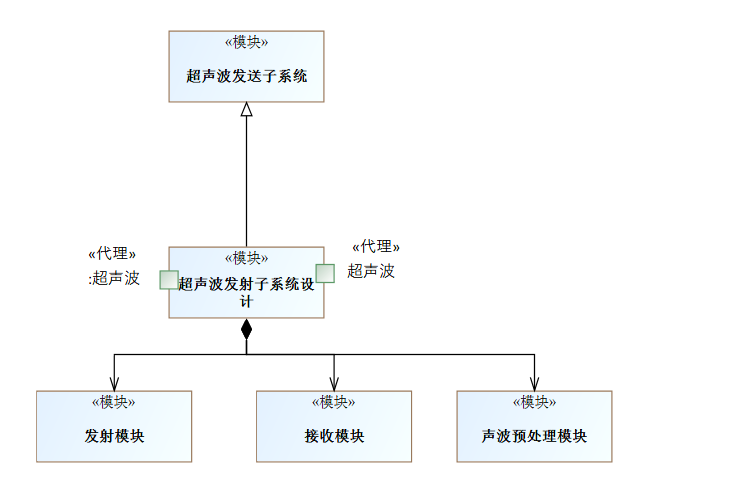 «模块»
超声波发送子系统
«代理»
:超声波
«代理»
超声波
«模块»
超声波发射子系统设
计
«模块»
发射模块
«模块»
接收模块
«模块»
声波预处理模块